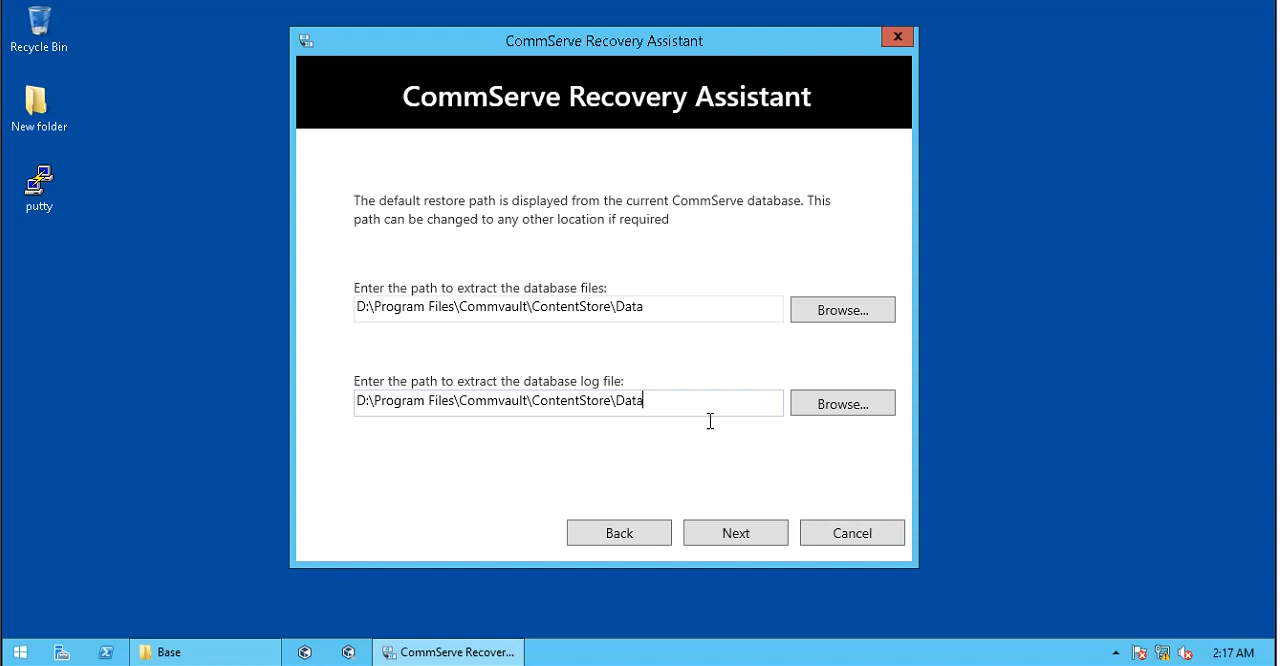 Recycle Bin
New folder
putty
CommServe Recovery Assistant
x
CommServe Recovery Assistant
The default restore path is displayed from the current CommServe database. This
path can be changed to any other location if required
Enter the path to extract the database files:
D:\Program Files\Commvault\ContentStore\Data
Browse...
Enter the path to extract the database log file:
D:\Program Files\Commvault\ContentStore\Data
Browse...
Back
Next
Cancel
Base
CommServe Recover...
2:17 AM